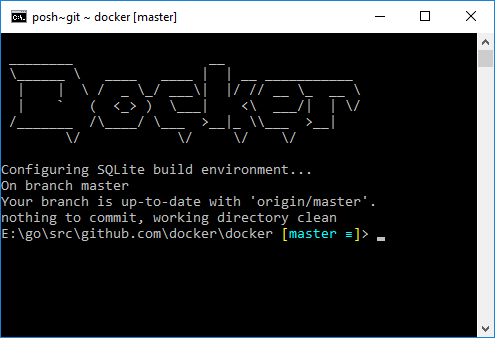 posh~git ~ docker [master]
Docker
Configuring SQLite build environment...
On branch master
Your branch is up-to-date with 'origin/master'.
nothing to commit, working directory clean
E:\go\src\github.com\docker\docker [master ≡]>